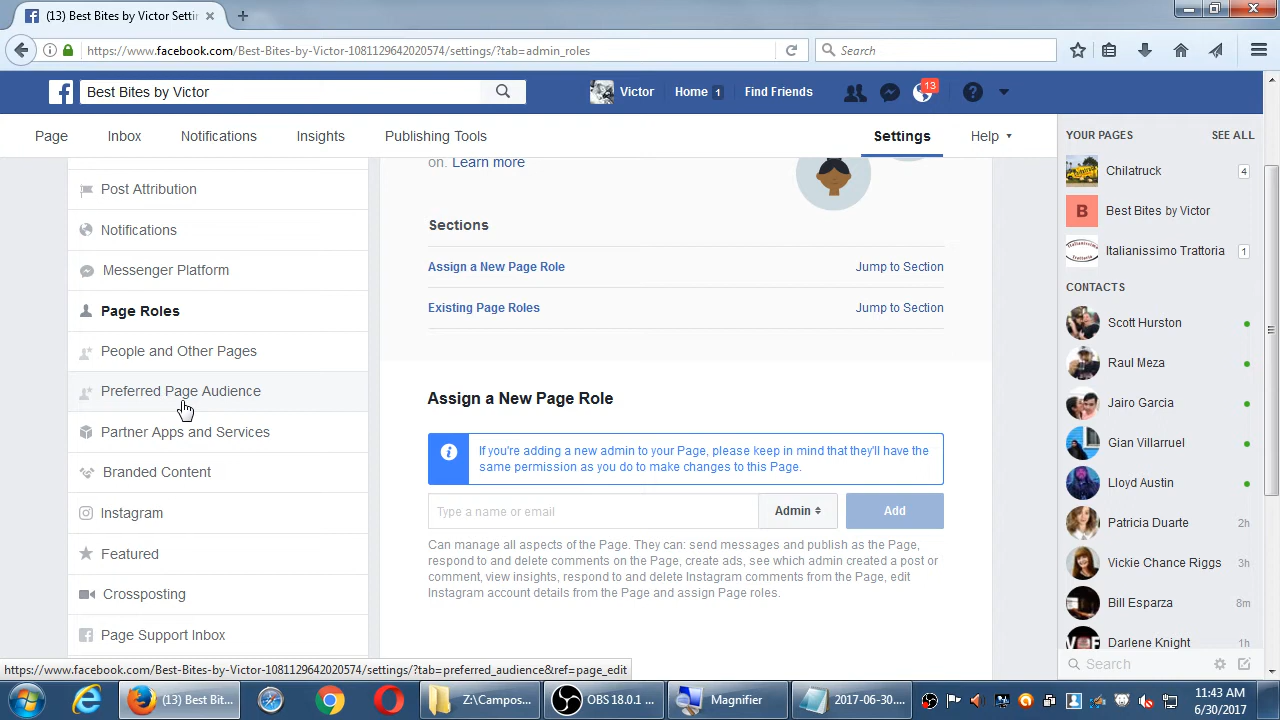 (13) Best Bites by Victor Setti
https://www.facebook.com/Best-Bites-by-Victor-1081129642020574/settings/?tab=admin_roles
Search
Best Bites by Victor
Victor
Home 1
Find Friends
13
Page
Inbox
Notifications
Insights
Publishing Tools
Settings
Help
Post Attribution
Notifications
Messenger Platform
Page Roles
People and Other Pages
Preferred Page Audience
Partner Apps and Services
Branded Content
Instagram
Featured
Crossposting
Page Support Inbox
on. Learn more
Sections
Assign a New Page Role
Jump to Section
Existing Page Roles
Jump to Section
Assign a New Page Role
If you're adding a new admin to your Page, please keep in mind that they'll have the
same permission as you do to make changes to this Page.
Type a name or email
Admin
Add
Can manage all aspects of the Page. They can: send messages and publish as the Page,
respond to and delete comments on the Page, create ads, see which admin created a post or
comment, view insights, respond to and delete Instagram comments from the Page, edit
Instagram account details from the Page and assign Page roles.
YOUR PAGES
SEE ALL
Chilatruck
4
B
Best Bites by Victor
Italianissimo Trattoria
1
CONTACTS
Scott Hurston
Raul Meza
Jairo Garcia
Gian Villarruel
Lloyd Austin
Patricia Duarte
2h
Vickie Chance Riggs
3h
Bill Esparza
8m
Darlene Knight
1h
Search
https://www.facebook.com/Best-Bites-by-Victor-1081129642020574/settings/?tab=preferred_audience&ref=page_edit
(13) Best Bit...
Z:\Campos...
OBS 18.0.1 ...
Magnifier
2017-06-30....
11:43 AM
6/30/2017